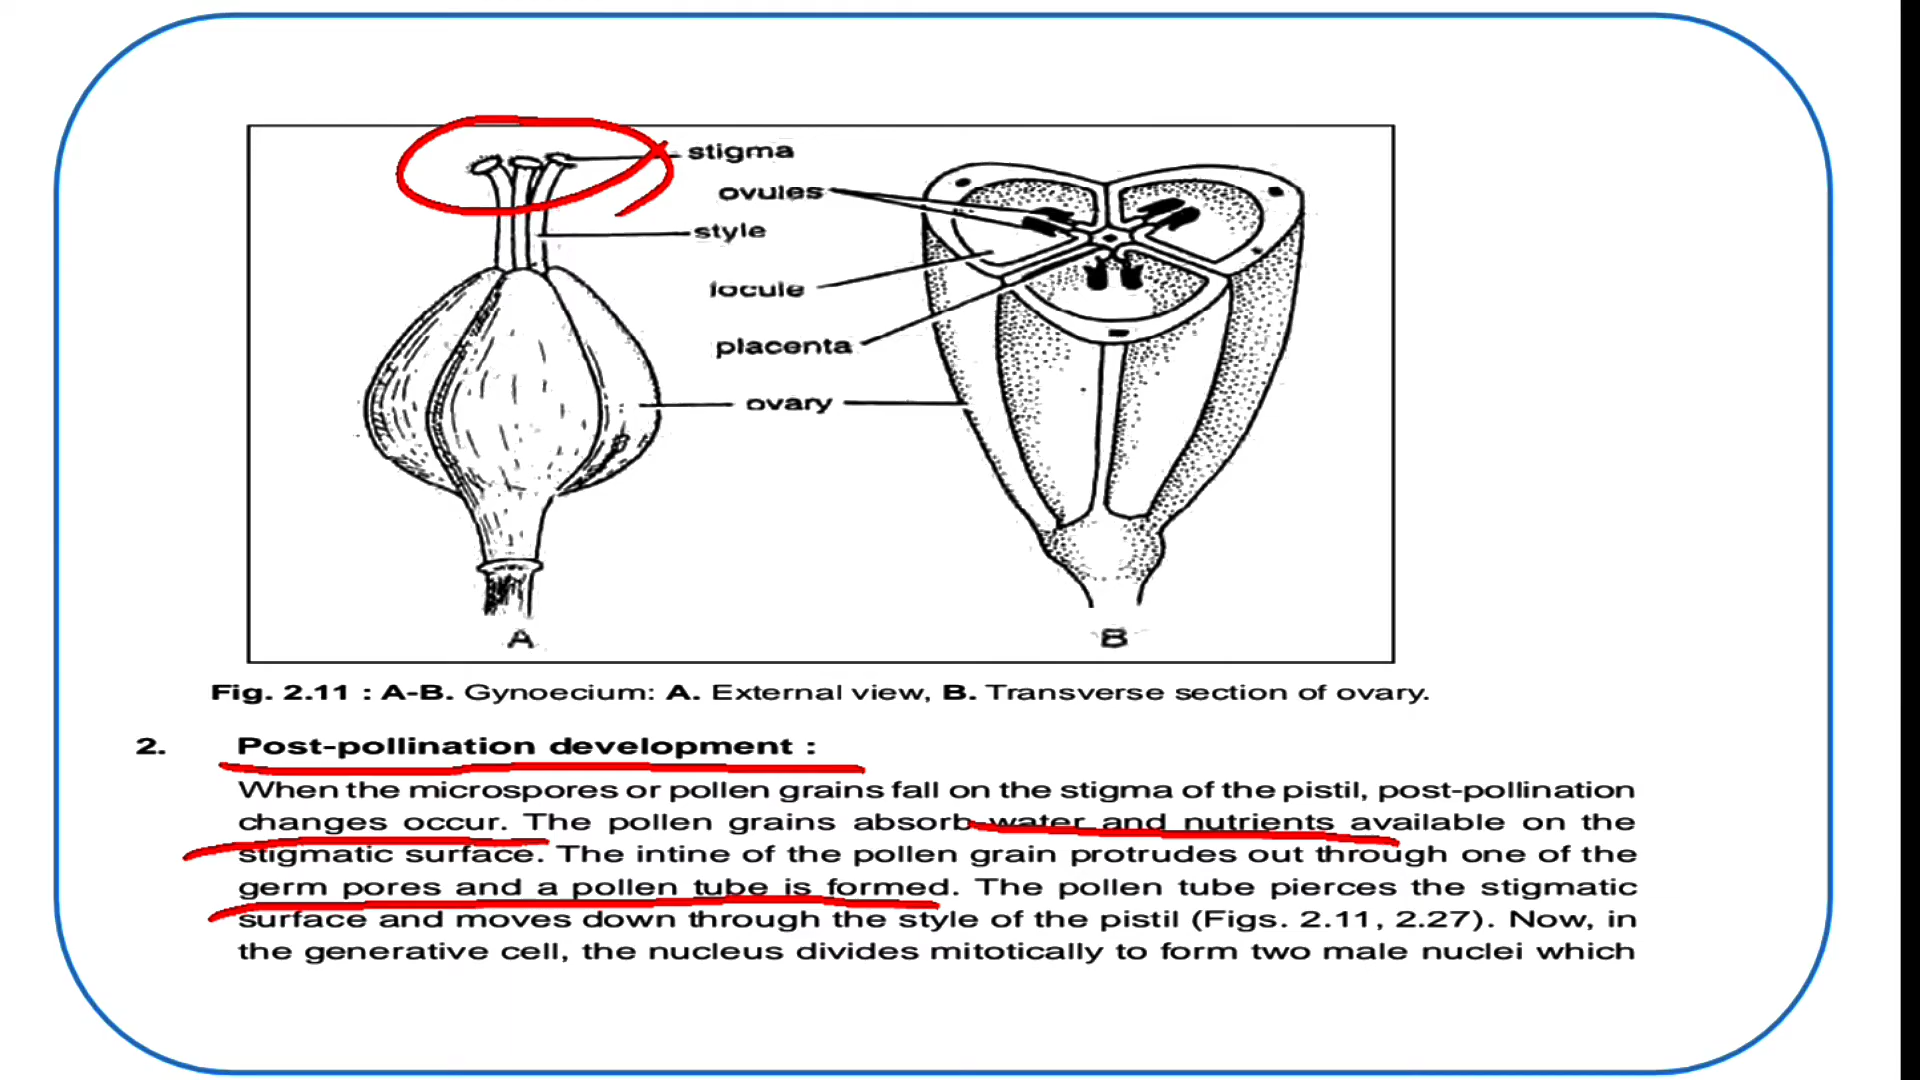 stigma
ovules
style
locule
placenta
ovary
A
B
Fig. 2.11 : A-B. Gynoecium: A. External view, B. Transverse section of ovary.
2. Post-pollination development :
When the microspores or pollen grains fall on the stigma of the pistil, post-pollination
changes occur. The pollen grains absorb water and nutrients available on the
stigmatic surface. The intine of the pollen grain protrudes out through one of the
germ pores and a pollen tube is formed. The pollen tube pierces the stigmatic
surface and moves down through the style of the pistil (Figs. 2.11, 2.27). Now, in
the generative cell, the nucleus divides mitotically to form two male nuclei which